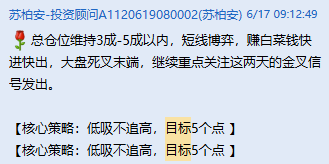 苏柏安-投资顾问A1120619080002(苏柏安) 6/17 09:12:49
🌹总仓位维持3成-5成以内，短线博弈，赚白菜钱快
进快出，大盘死叉末端，继续重点关注这两天的金叉信
号发出。
【核心策略：低吸不追高，目标5个点 】
【核心策略：低吸不追高，目标5个点 】